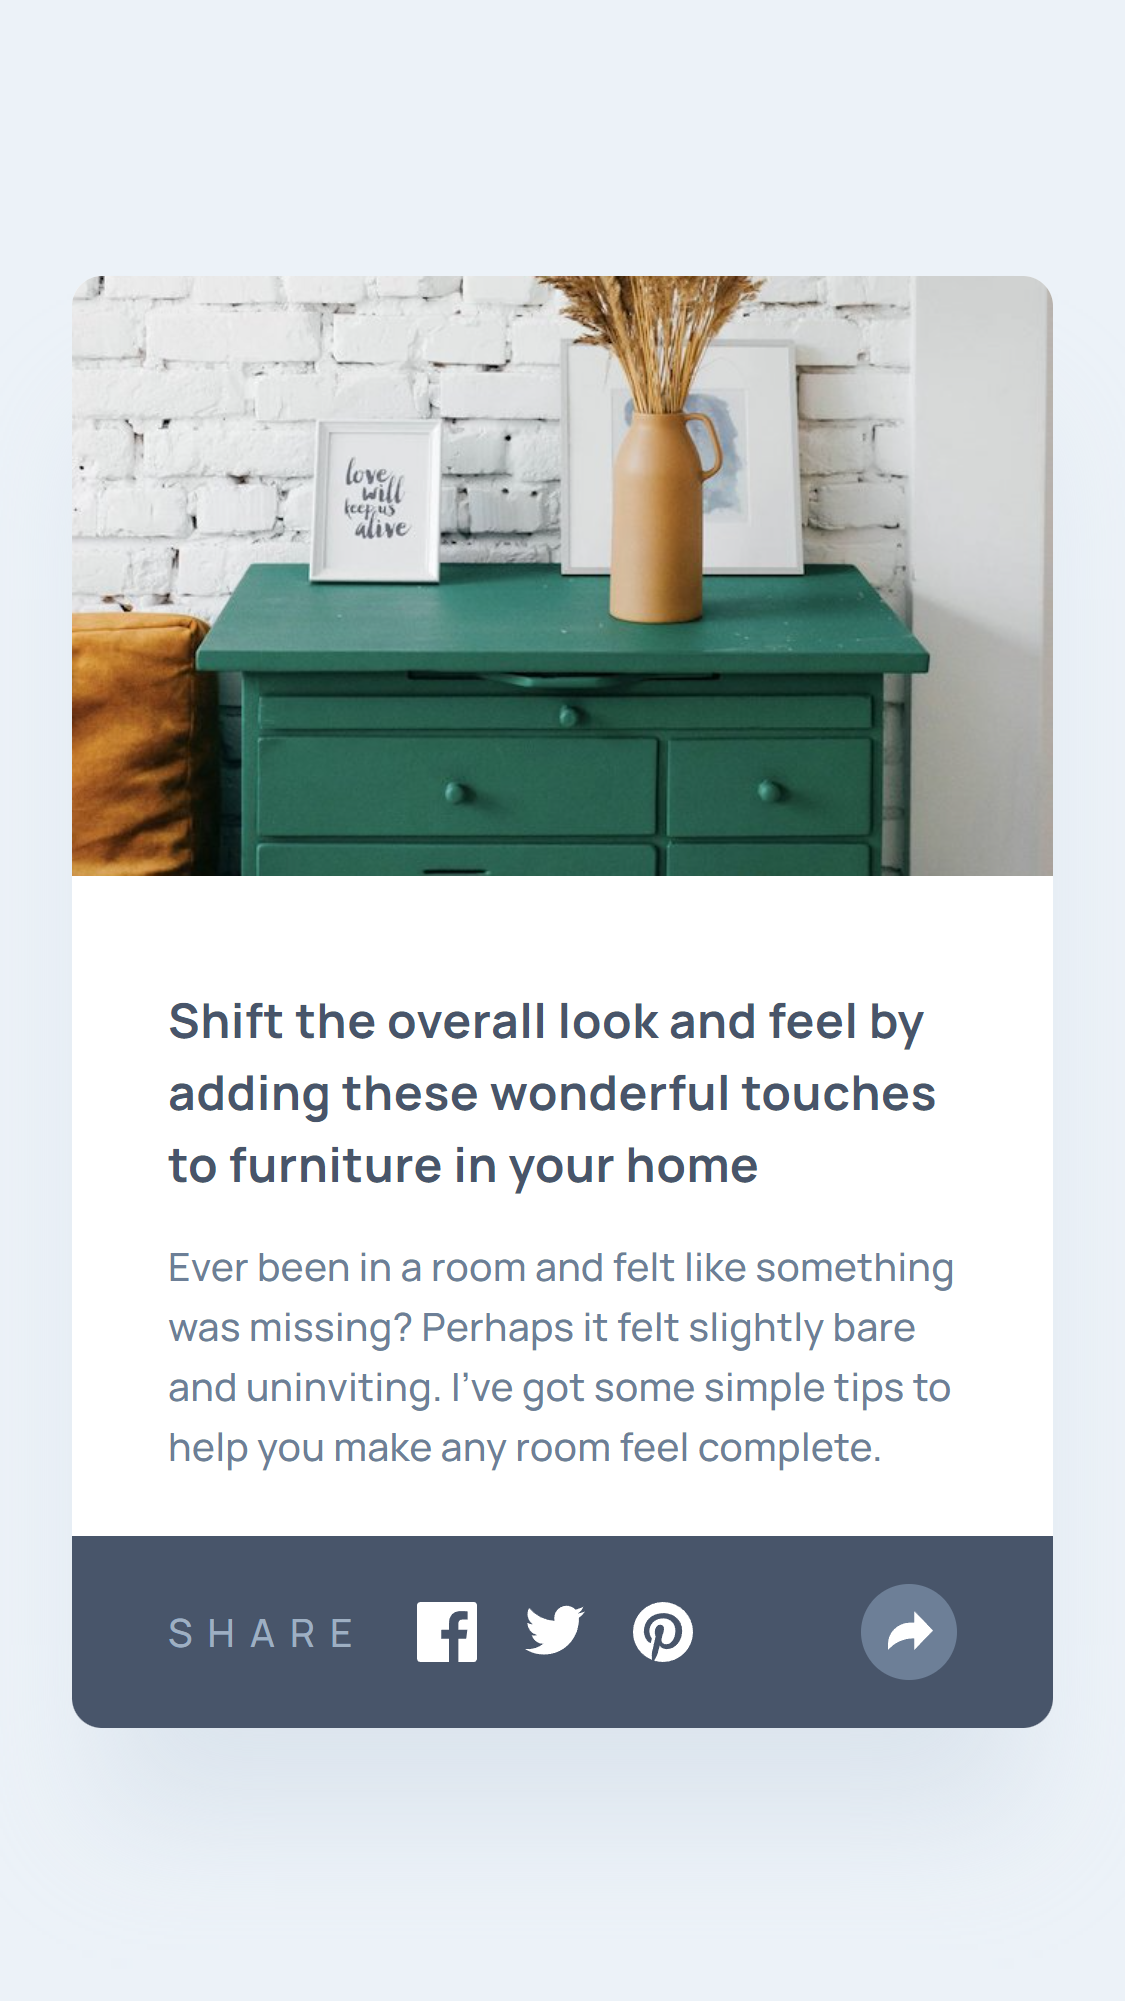 love
will
keep us
alive
Shift the overall look and feel by
adding these wonderful touches
to furniture in your home
Ever been in a room and felt like something
was missing? Perhaps it felt slightly bare
and uninviting. I’ve got some simple tips to
help you make any room feel complete.
SHARE